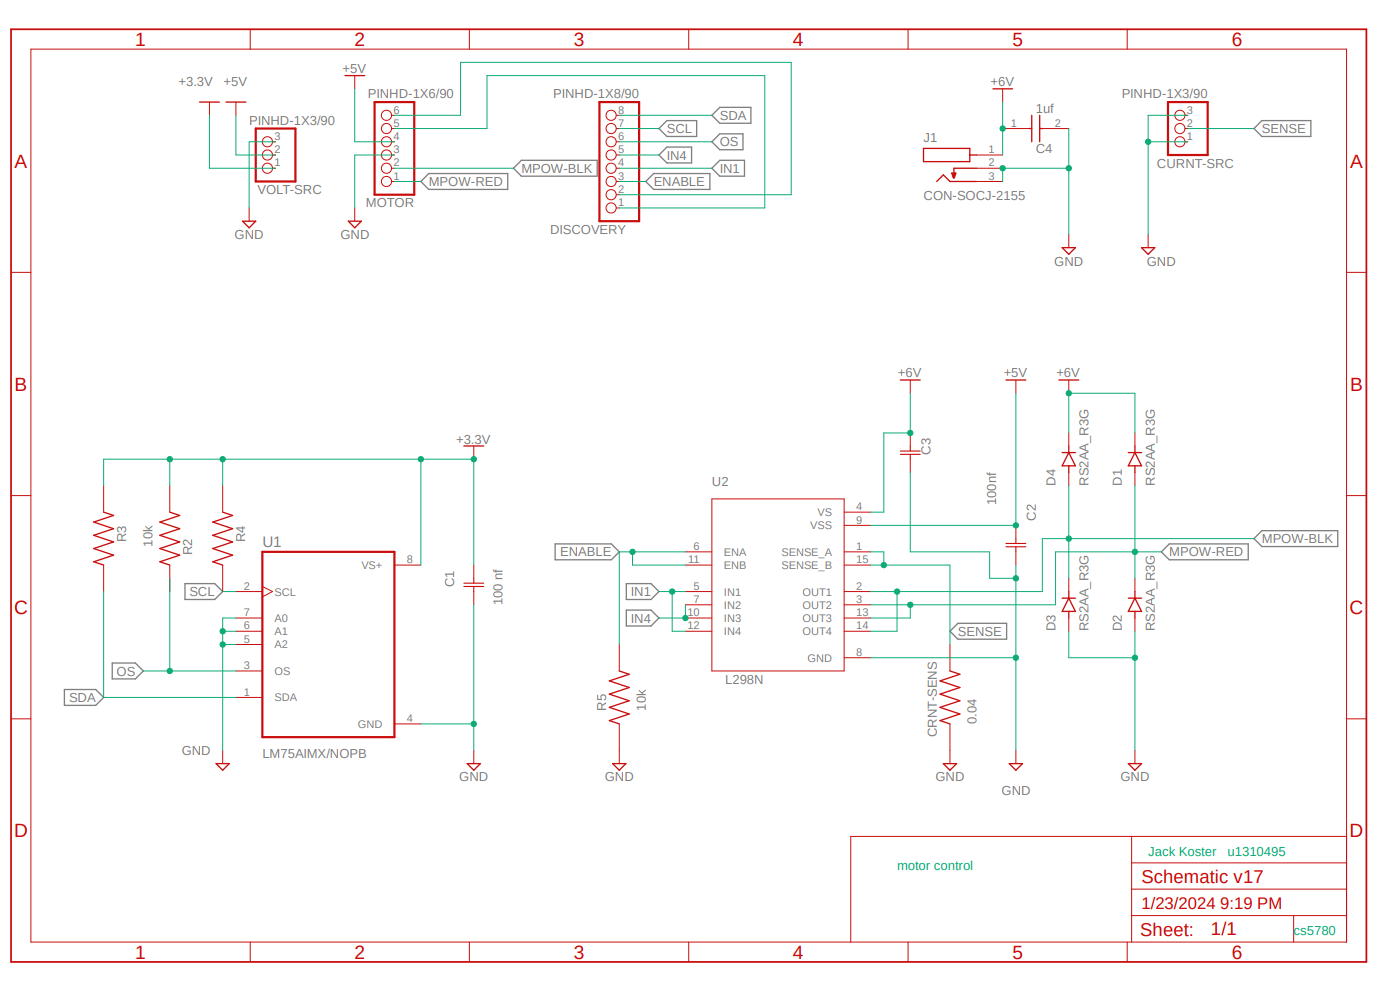 1 2 3 4 5 6
A A
B B
C C
D D
+3.3V +5V
PINHD-1X3/90
3
2
1
VOLT-SRC
GND
+5V
PINHD-1X6/90
6
5
4
3
2
1
MOTOR
GND
MPOW-BLK
MPOW-RED
PINHD-1X8/90
8
7
6
5
4
3
2
1
DISCOVERY
SDA
SCL
OS
IN4
IN1
ENABLE
+6V
1uf
1 2
C4
J1
1
2
3
CON-SOCJ-2155
GND
PINHD-1X3/90
3
2
1
CURNT-SRC
SENSE
GND
+3.3V
R3
10k
R2
R4
U1
SCL
OS
SDA
2 SCL
7 A0
6 A1
5 A2
3 OS
1 SDA
VS+ 8
GND 4
LM75AIMX/NOPB
GND
C1
100 nf
GND
ENABLE
IN1
IN4
R5
10k
GND
U2
6 ENA
11 ENB
5 IN1
7 IN2
10 IN3
12 IN4
VS 4
VSS 9
SENSE_A 1
SENSE_B 15
OUT1 2
OUT2 3
OUT3 13
OUT4 14
GND 8
L298N
+6V
C3
+5V
100nf
C2
SENSE
CRNT-SENS
0.04
GND
GND
+6V
D4
RS2AA_R3G
D1
RS2AA_R3G
MPOW-BLK
MPOW-RED
D3
RS2AA_R3G
D2
RS2AA_R3G
GND
motor control
Jack Koster u1310495
Schematic v17
1/23/2024 9:19 PM
Sheet: 1/1
cs5780
1 2 3 4 5 6